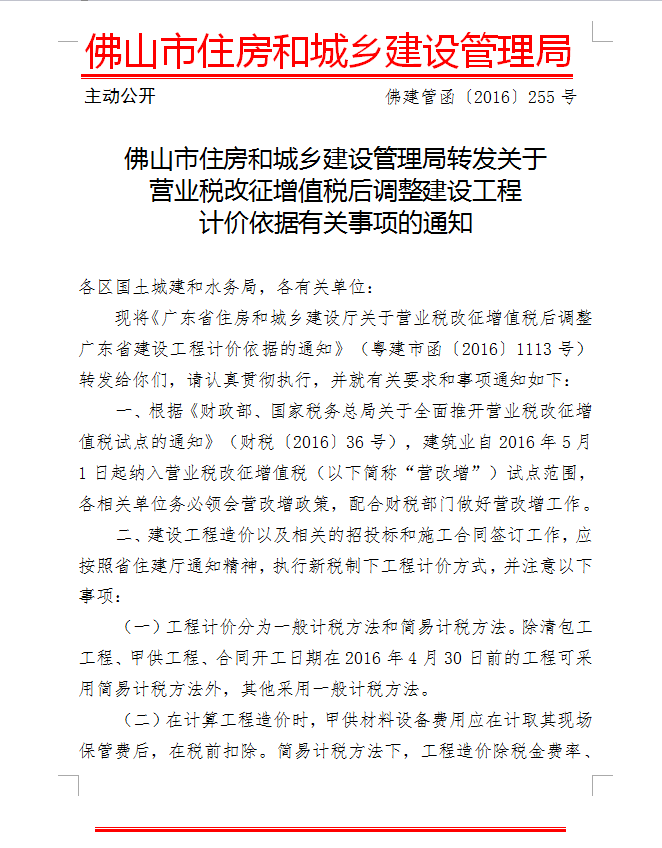 佛山市住房和城乡建设管理局
主动公开 佛建管函〔2016〕255 号
佛山市住房和城乡建设管理局转发关于
营业税改征增值税后调整建设工程
计价依据有关事项的通知
各区国土城建和水务局，各有关单位：
现将《广东省住房和城乡建设厅关于营业税改征增值税后调整
广东省建设工程计价依据的通知》（粤建市函〔2016〕1113 号）
转发给你们，请认真贯彻执行，并就有关要求和事项通知如下：
一、根据《财政部、国家税务总局关于全面推开营业税改征增
值税试点的通知》（财税〔2016〕36 号），建筑业自 2016 年 5 月
1 日起纳入营业税改征增值税（以下简称“营改增”）试点范围，
各相关单位务必领会营改增政策，配合财税部门做好营改增工作。
二、建设工程造价以及相关的招投标和施工合同签订工作，应
按照省住建厅通知精神，执行新税制下工程计价方式，并注意以下
事项：
（一）工程计价分为一般计税方法和简易计税方法。除清包工
工程、甲供工程、合同开工日期在 2016 年 4 月 30 日前的工程可采
用简易计税方法外，其他采用一般计税方法。
（二）在计算工程造价时，甲供材料设备费用应在计取其现场
保管费后，在税前扣除。简易计税方法下，工程造价除税金费率、